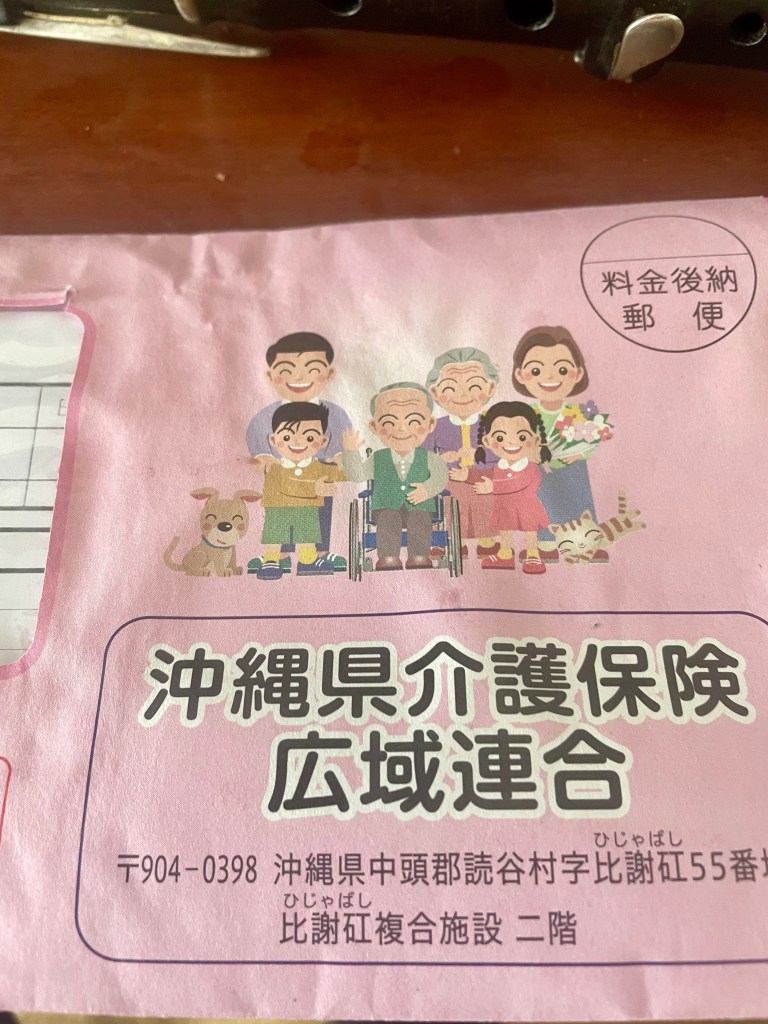 料金後納
郵 便
沖縄県介護保険
広域連合
ひじゃばし
〒904-0398 沖縄県中頭郡読谷村字比謝矼55番
ひじゃばし
比謝矼複合施設 二階